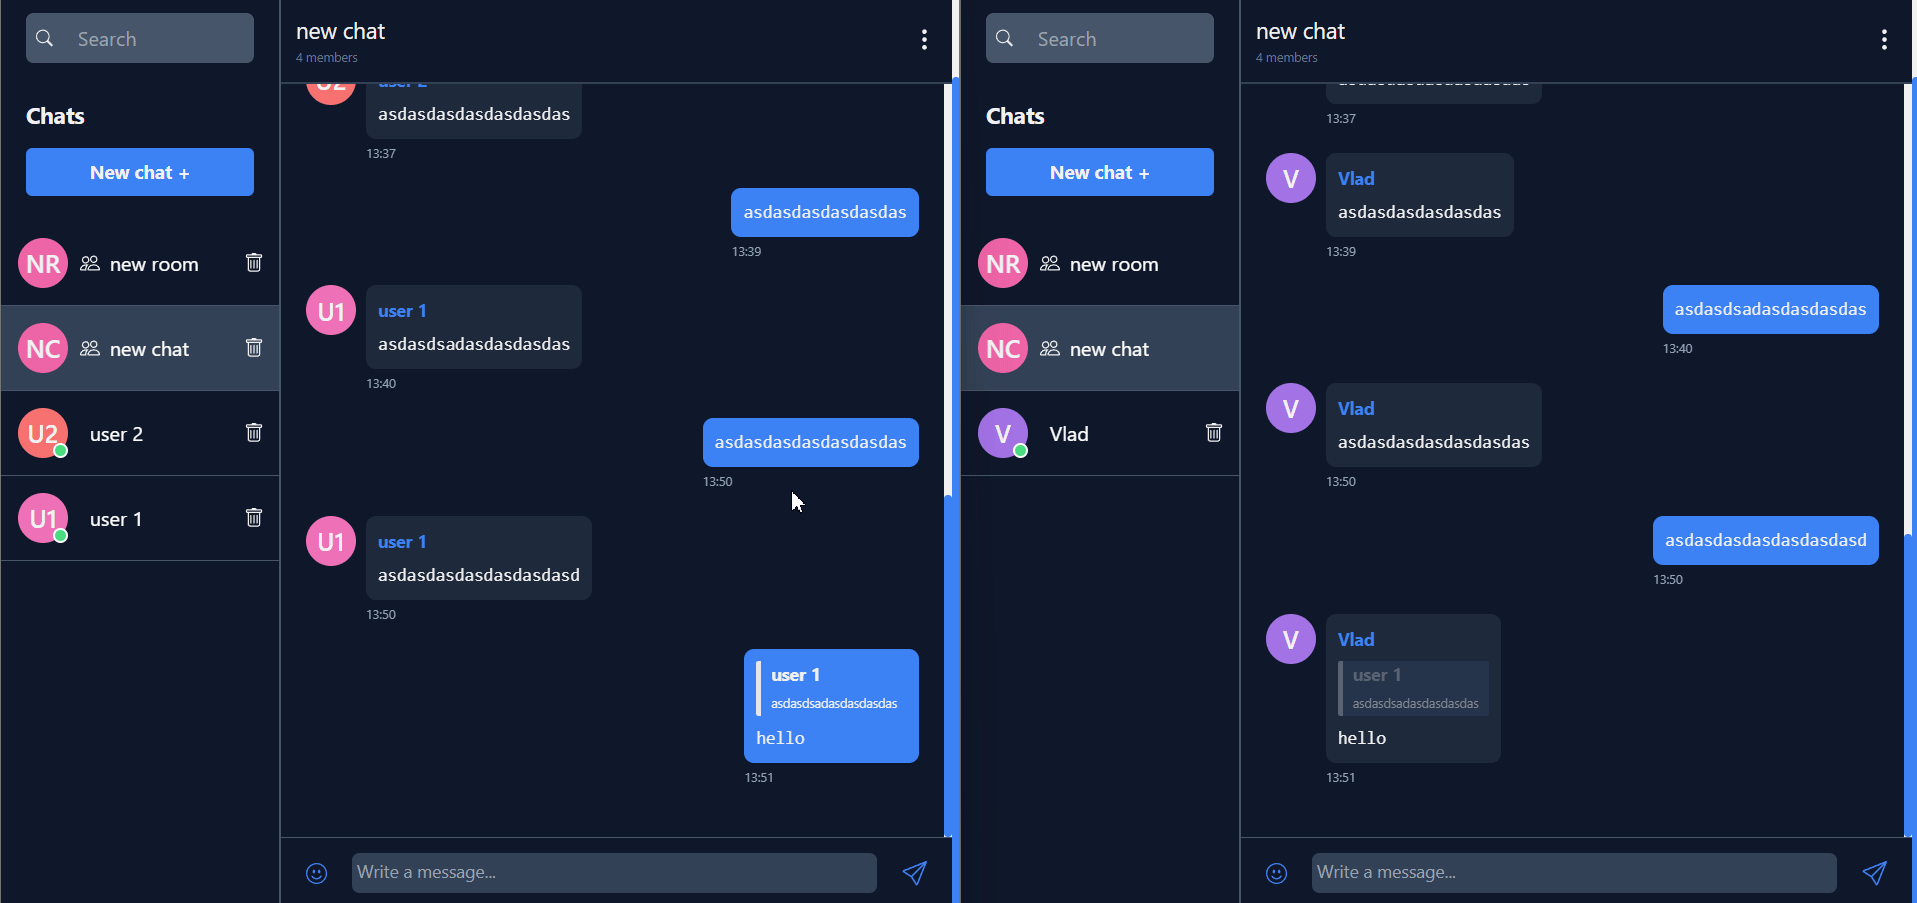 Search
Chats
New chat +
NR new room
NC new chat
U2 user 2
U1 user 1
new chat
4 members
U2 user 2
asdasdasdasdasdasdas
13:37
asdasdasdasdasdas
13:39
U1 user 1
asdasdsadasdasdasdas
13:40
asdasdasdasdasdasdas
13:50
U1 user 1
asdasdasdasdasdasdasd
13:50
user 1
asdasdsadasdasdasdas
hello
13:51
Write a message...
Search
Chats
New chat +
NR new room
NC new chat
V Vlad
new chat
4 members
13:37
V Vlad
asdasdasdasdasdas
13:39
asdasdsadasdasdasdas
13:40
V Vlad
asdasdasdasdasdasdas
13:50
asdasdasdasdasdasdasd
13:50
V Vlad
user 1
asdasdsadasdasdasdas
hello
13:51
Write a message...